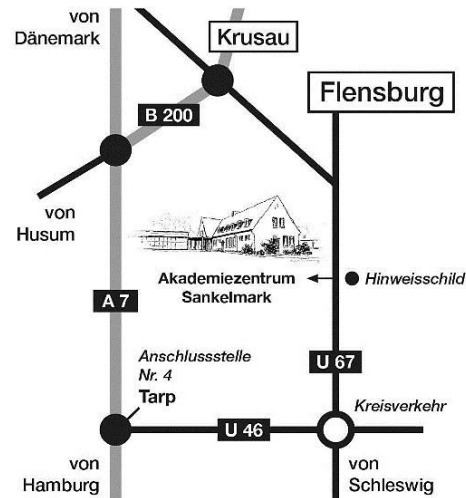 von
Dänemark
Krusau
Flensburg
B 200
von
Husum
Akademiezentrum
Sankelmark
Hinweisschild
A 7
Anschlussstelle
Nr. 4
Tarp
U 67
Kreisverkehr
U 46
von
Hamburg
von
Schleswig